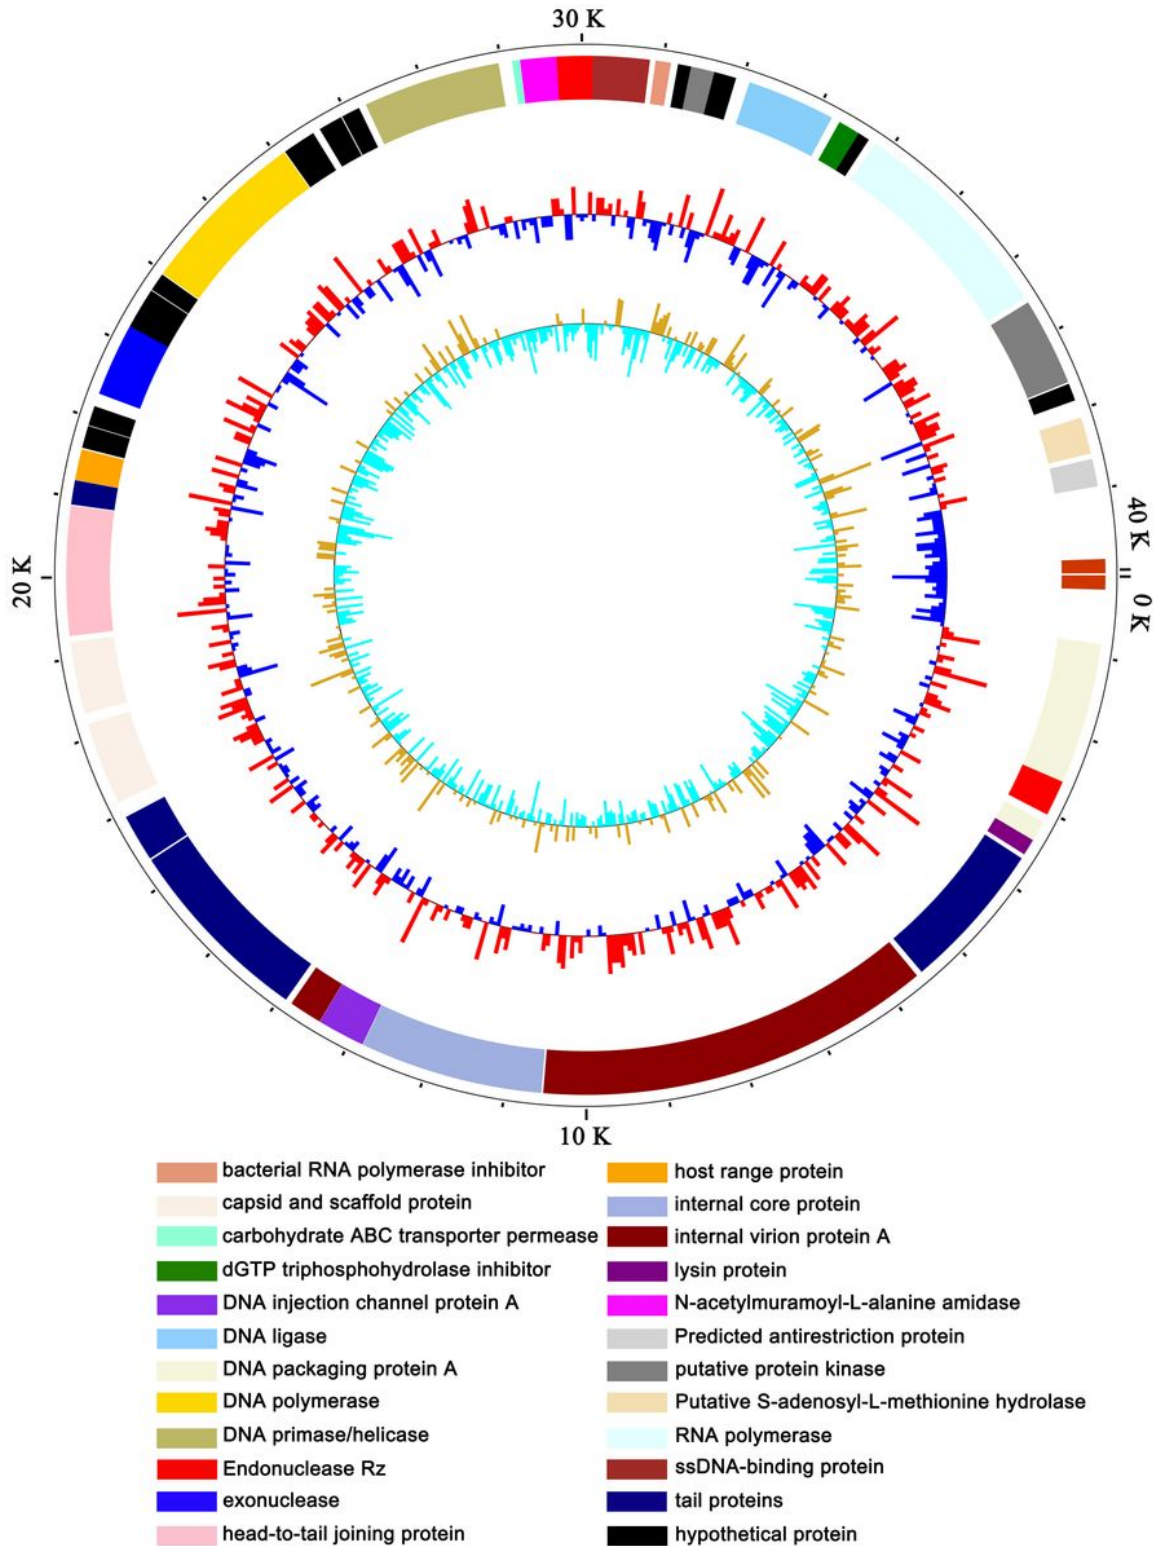 30 K
40 K
0 K
20 K
10 K
bacterial RNA polymerase inhibitor
capsid and scaffold protein
carbohydrate ABC transporter permease
dGTP triphosphohydrolase inhibitor
DNA injection channel protein A
DNA ligase
DNA packaging protein A
DNA polymerase
DNA primase/helicase
Endonuclease Rz
exonuclease
head-to-tail joining protein
host range protein
internal core protein
internal virion protein A
lysin protein
N-acetylmuramoyl-L-alanine amidase
Predicted antirestriction protein
putative protein kinase
Putative S-adenosyl-L-methionine hydrolase
RNA polymerase
ssDNA-binding protein
tail proteins
hypothetical protein